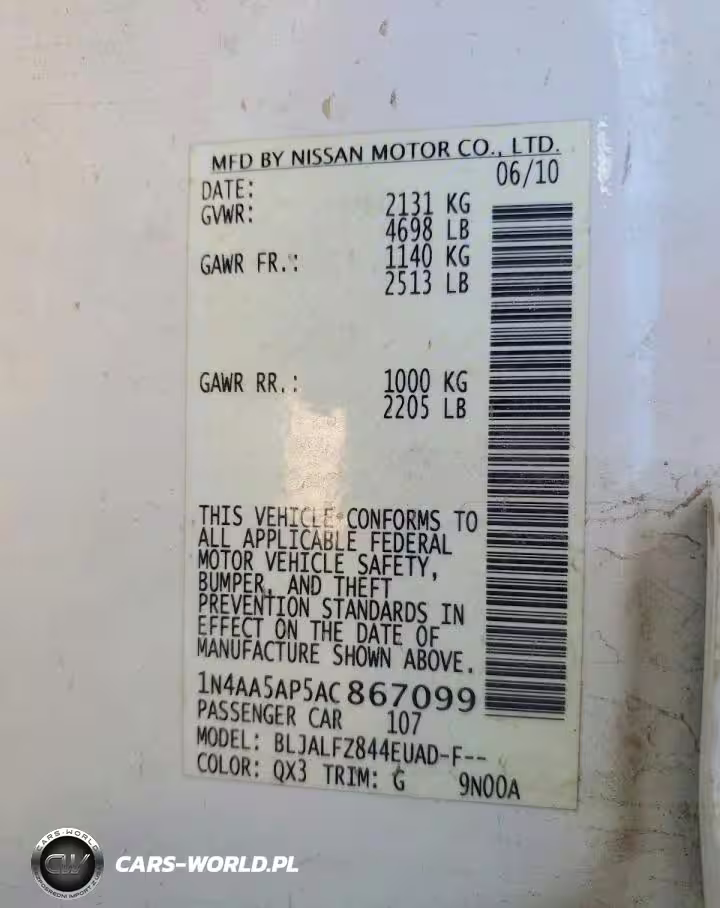 MFD BY NISSAN MOTOR CO., LTD.
DATE: 06/10
GVWR: 2131 KG
4698 LB
GAWR FR.: 1140 KG
2513 LB
GAWR RR.: 1000 KG
2205 LB
THIS VEHICLE CONFORMS TO
ALL APPLICABLE FEDERAL
MOTOR VEHICLE SAFETY,
BUMPER, AND THEFT
PREVENTION STANDARDS IN
EFFECT ON THE DATE OF
MANUFACTURE SHOWN ABOVE.
1N4AA5AP5AC867099
PASSENGER CAR 107
MODEL: BLJALFZ844EUAD-F--
COLOR: QX3 TRIM: G 9N00A
CARS-WORLD
CW
CARS-WORLD.PL